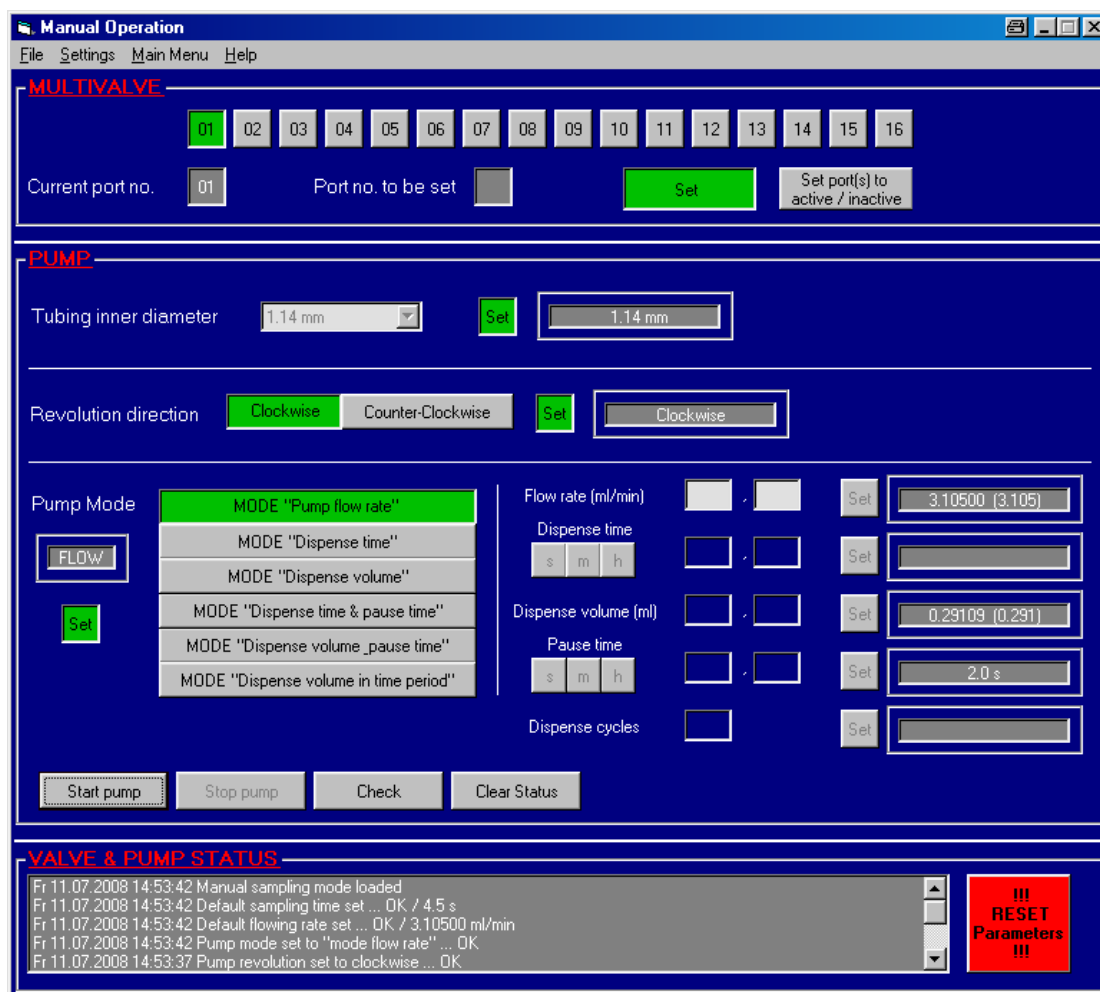 Manual Operation
File Settings Main Menu Help
MULTIVALVE
01 02 03 04 05 06 07 08 09 10 11 12 13 14 15 16
Current port no. 01 Port no. to be set Set Set port(s) to
active / inactive
PUMP
Tubing inner diameter 1.14 mm Set 1.14 mm
Revolution direction Clockwise Counter-Clockwise Set Clockwise
Pump Mode
FLOW
Set
MODE "Pump flow rate"
MODE "Dispense time"
MODE "Dispense volume"
MODE "Dispense time & pause time"
MODE "Dispense volume _pause time"
MODE "Dispense volume in time period"
Flow rate (ml/min) , Set 3.10500 (3.105)
Dispense time
s m h , Set
Dispense volume (ml) , Set 0.29109 (0.291)
Pause time
s m h , Set 2.0 s
Dispense cycles Set
Start pump Stop pump Check Clear Status
VALVE & PUMP STATUS
Fr 11.07.2008 14:53:42 Manual sampling mode loaded
Fr 11.07.2008 14:53:42 Default sampling time set ... OK / 4.5 s
Fr 11.07.2008 14:53:42 Default flowing rate set ... OK / 3.10500 ml/min
Fr 11.07.2008 14:53:42 Pump mode set to "mode flow rate" ... OK
Fr 11.07.2008 14:53:37 Pump revolution set to clockwise ... OK
!!!
RESET
Parameters
!!!